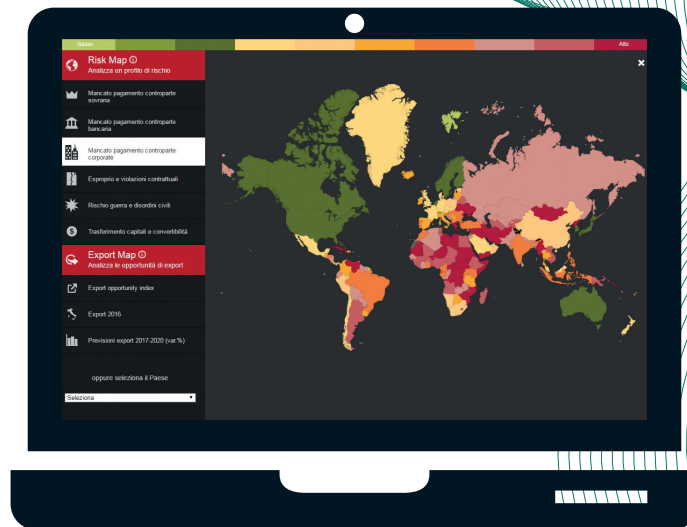 Basso
Alto
Risk Map
Analizza un profilo di rischio
Mancato pagamento controparte
sovrana
Mancato pagamento controparte
bancaria
Mancato pagamento controparte
corporate
Esproprio e violazioni contrattuali
Rischio guerra e disordini civili
Trasferimento capitali e convertibilità
Export Map
Analizza le opportunità di export
Export opportunity index
Export 2016
Previsioni export 2017-2020 (var.%)
oppure seleziona il Paese
Seleziona